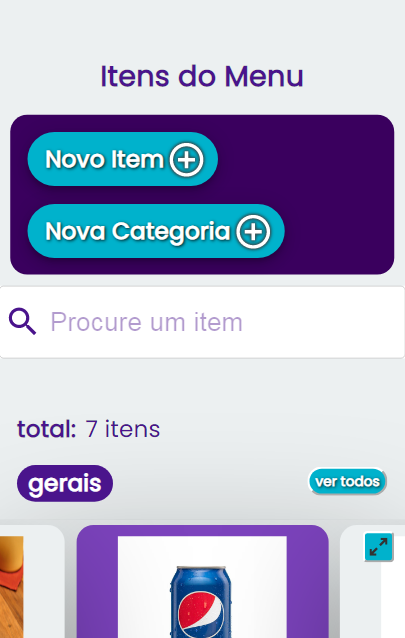 Itens do Menu
Novo Item
Nova Categoria
Procure um item
total: 7 itens
gerais
ver todos